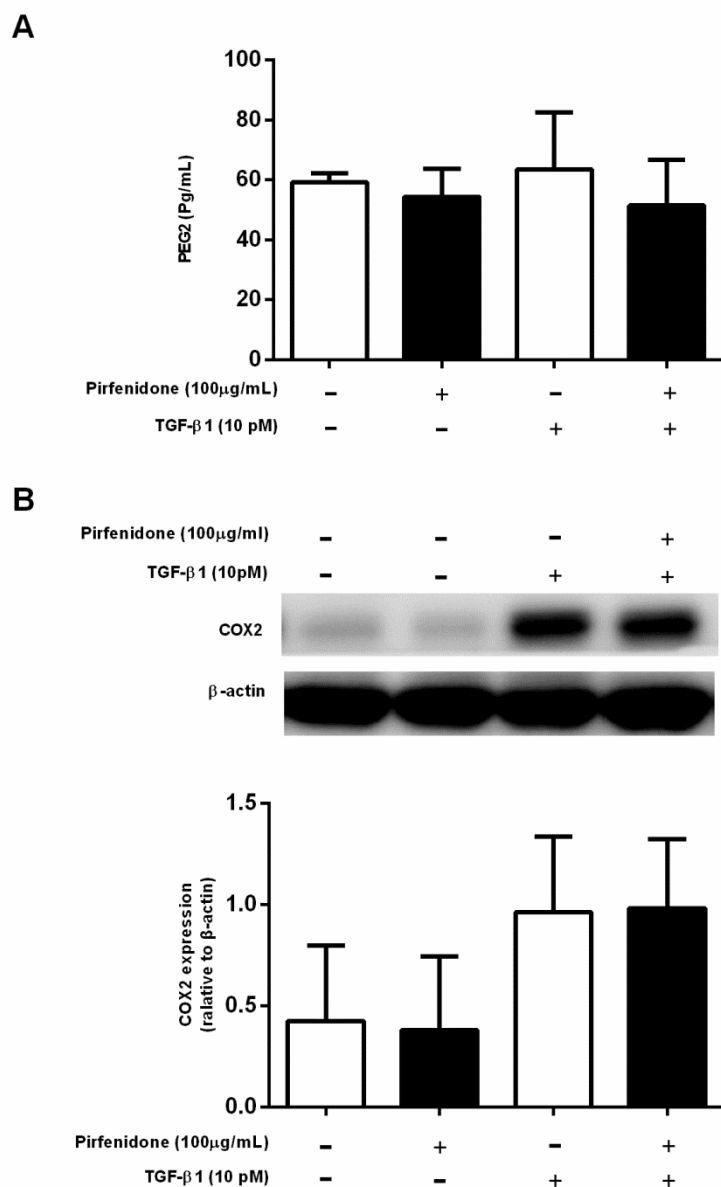 A
100
80
60
40
20
0
PEG2 (Pg/mL)
Pirfenidone (100μg/mL) - + - +
TGF-β1 (10 pM) - - + +
B
Pirfenidone (100μg/ml) - - - +
TGF-β1 (10pM) - - + +
COX2
β-actin
1.5
1.0
0.5
0.0
COX2 expression
(ralative to β-actin)
Pirfenidone (100μg/mL) - + - +
TGF-β1 (10 pM) - - + +